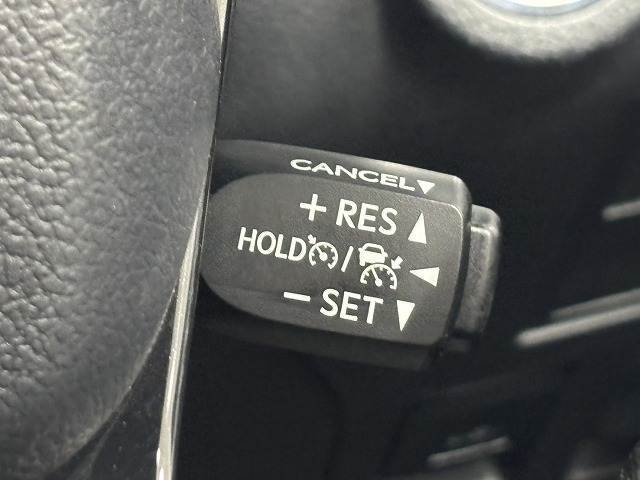 CANCEL▼
+ RES ▲
HOLD / ◀
− SET ▼